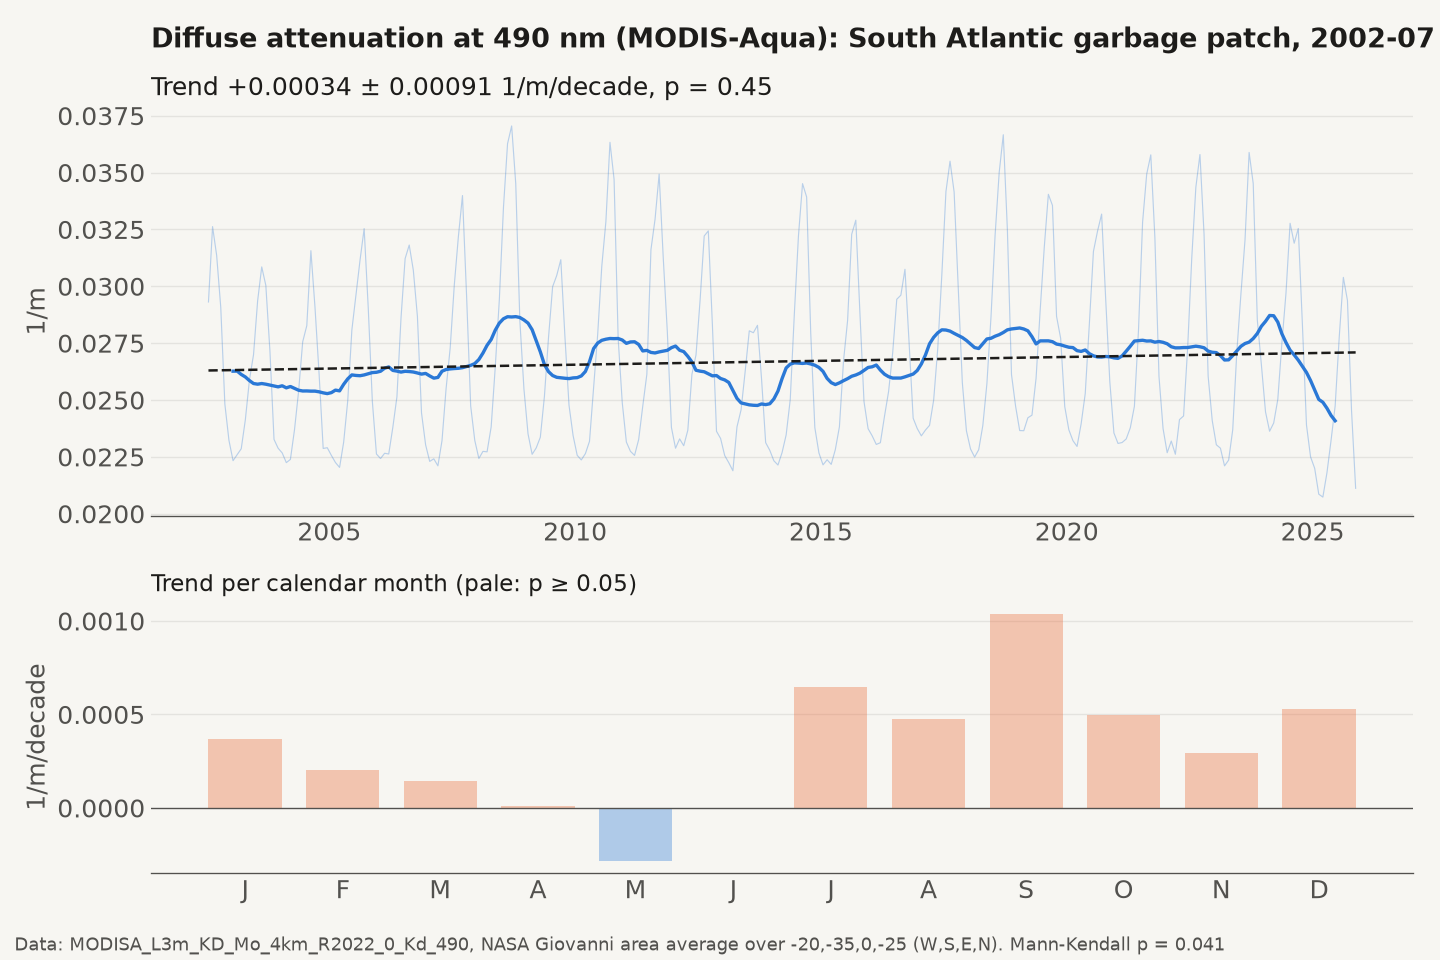 Diffuse attenuation at 490 nm (MODIS-Aqua): South Atlantic garbage patch, 2002-07
Trend +0.00034 ± 0.00091 1/m/decade, p = 0.45
1/m
0.0375
0.0350
0.0325
0.0300
0.0275
0.0250
0.0225
0.0200
2005 2010 2015 2020 2025
Trend per calendar month (pale: p ≥ 0.05)
1/m/decade
0.0010
0.0005
0.0000
J F M A M J J A S O N D
Data: MODISA_L3m_KD_Mo_4km_R2022_0_Kd_490, NASA Giovanni area average over -20,-35,0,-25 (W,S,E,N). Mann-Kendall p = 0.041